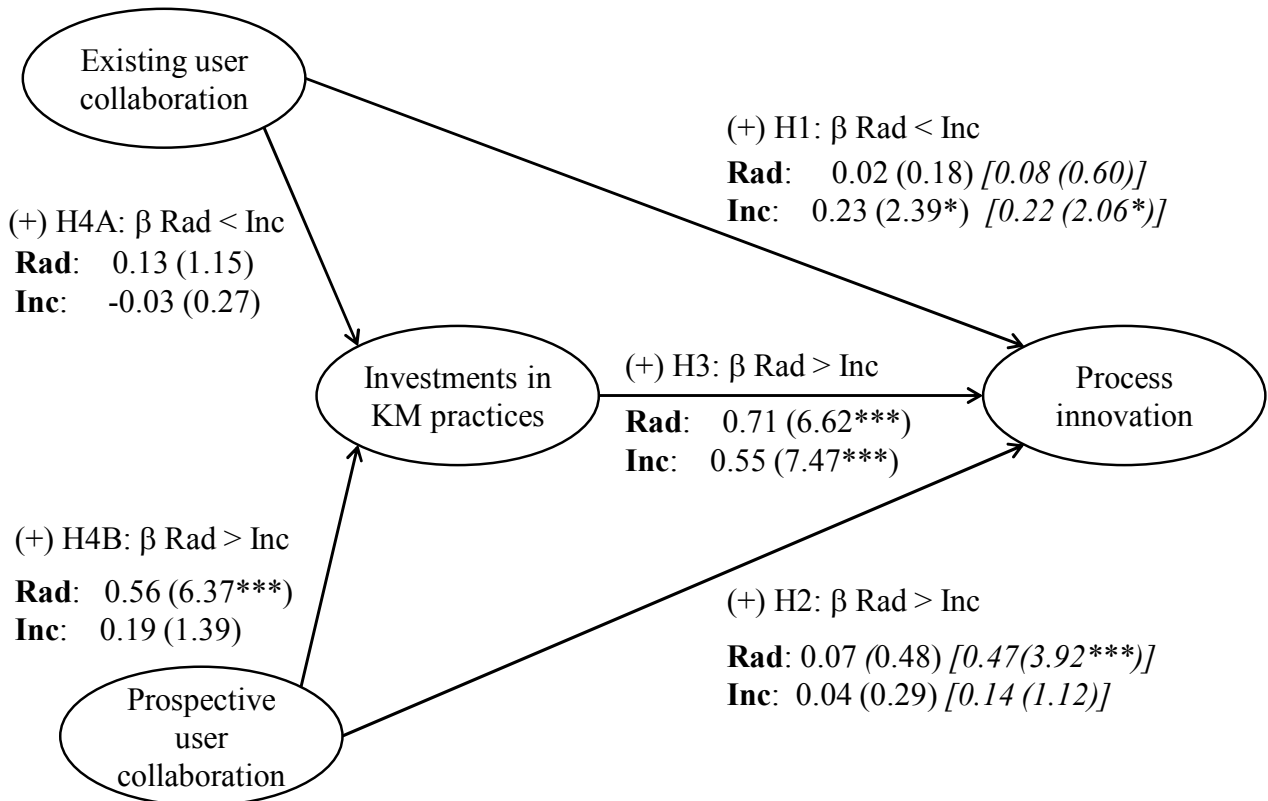 Existing user
collaboration
(+) H1: β Rad < Inc
Rad: 0.02 (0.18) [0.08 (0.60)]
Inc: 0.23 (2.39*) [0.22 (2.06*)]
(+) H4A: β Rad < Inc
Rad: 0.13 (1.15)
Inc: -0.03 (0.27)
Investments in
KM practices
(+) H3: β Rad > Inc
Rad: 0.71 (6.62***)
Inc: 0.55 (7.47***)
Process
innovation
(+) H4B: β Rad > Inc
Rad: 0.56 (6.37***)
Inc: 0.19 (1.39)
(+) H2: β Rad > Inc
Rad: 0.07 (0.48) [0.47(3.92***)]
Inc: 0.04 (0.29) [0.14 (1.12)]
Prospective
user
collaboration